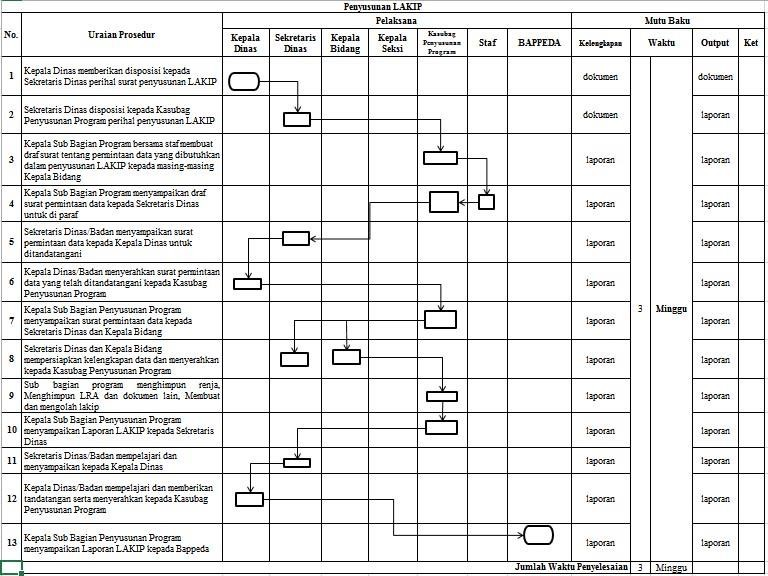 Penyusunan LAKIP
No.
Uraian Prosedur
Pelaksana
Mutu Baku
Kepala
Dinas
Sekretaris
Dinas
Kepala
Bidang
Kepala
Seksi
Kasubag
Penyusunan
Program
Staf
BAPPEDA
Kelengkapan
Waktu
Output
Ket
1
Kepala Dinas memberikan disposisi kepada
Sekretaris Dinas perihal surat penyusunan LAKIP
dokumen
dokumen
2
Sekretaris Dinas disposisi kepada Kasubag
Penyusunan Program perihal penyusunan LAKIP
dokumen
laporan
3
Kepala Sub Bagian Program bersama staf membuat
draf surat tentang permintaan data yang dibutuhkan
dalam penyusunan LAKIP kepada masing-masing
Kepala Bidang
laporan
laporan
4
Kepala Sub Bagian Program menyampaikan draf
surat permintaan data kepada Sekretaris Dinas
untuk di paraf
laporan
laporan
5
Sekretaris Dinas/Badan menyampaikan surat
permintaan data kepada Kepala Dinas untuk
ditandatangani
laporan
laporan
6
Kepala Dinas/Badan menyerahkan surat permintaan
data yang telah ditandatangani kepada Kasubag
Penyusunan Program
laporan
laporan
3 Minggu
7
Kepala Sub Bagian Penyusunan Program
menyampaikan surat permintaan data kepada
Sekretaris Dinas dan Kepala Bidang
laporan
laporan
8
Sekretaris Dinas dan Kepala Bidang
mempersiapkan kelengkapan data dan menyerahkan
kepada Kasubag Penyusunan Program
laporan
laporan
9
Sub bagian program menghimpun renja,
Menghimpun LRA dan dokumen lain, Membuat
dan mengolah lakip
laporan
laporan
10
Kepala Sub Bagian Penyusunan Program
menyampaikan Laporan LAKIP kepada Sekretaris
Dinas
laporan
laporan
11
Sekretaris Dinas/Badan mempelajari dan
menyampaikan kepada Kepala Dinas
laporan
laporan
12
Kepala Dinas/Badan mempelajari dan memberikan
tandatangan serta menyerahkan kepada Kasubag
Penyusunan Program
laporan
laporan
13
Kepala Sub Bagian Penyusunan Program
menyampaikan Laporan LAKIP kepada Bappeda
laporan
laporan
Jumlah Waktu Penyelesaian 3 Minggu